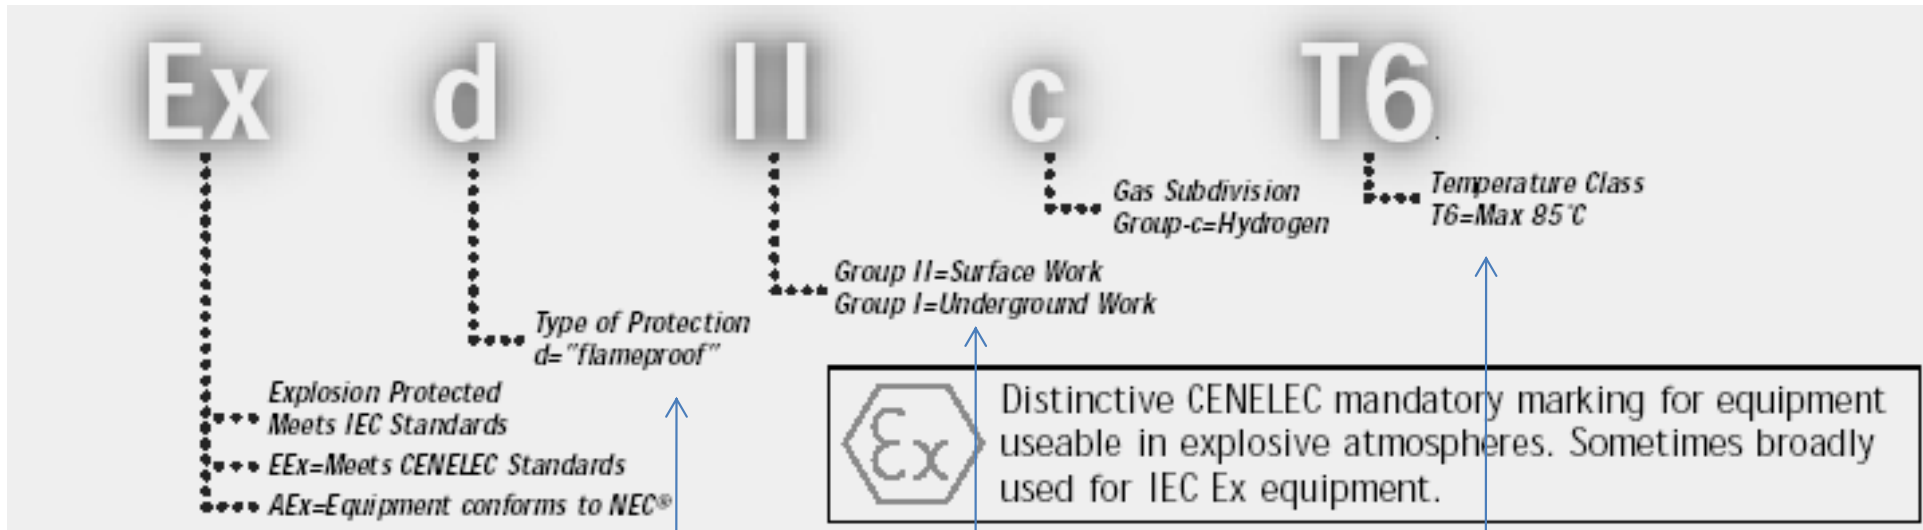 Ex d II c T6
Temperature Class
T6=Max 85°C
Gas Subdivision
Group-c=Hydrogen
Group II=Surface Work
Group I=Underground Work
Type of Protection
d="flameproof"
Explosion Protected
Meets IEC Standards
EEx=Meets CENELEC Standards
AEx=Equipment conforms to NEC®
Ex
Distinctive CENELEC mandatory marking for equipment
useable in explosive atmospheres. Sometimes broadly
used for IEC Ex equipment.